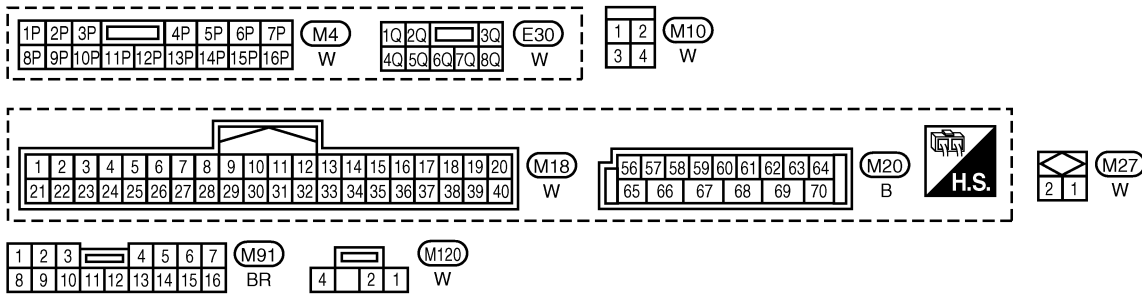 1P 2P 3P 4P 5P 6P 7P M4 1Q 2Q 3Q E30 1 2 M10
8P 9P 10P 11P 12P 13P 14P 15P 16P W 4Q 5Q 6Q 7Q 8Q W 3 4 W
1 2 3 4 5 6 7 8 9 10 11 12 13 14 15 16 17 18 19 20 M18 56 57 58 59 60 61 62 63 64 M20 M27
21 22 23 24 25 26 27 28 29 30 31 32 33 34 35 36 37 38 39 40 W 65 66 67 68 69 70 B H.S. 2 1 W
1 2 3 4 5 6 7 M91 M120
8 9 10 11 12 13 14 15 16 BR 4 2 1 W